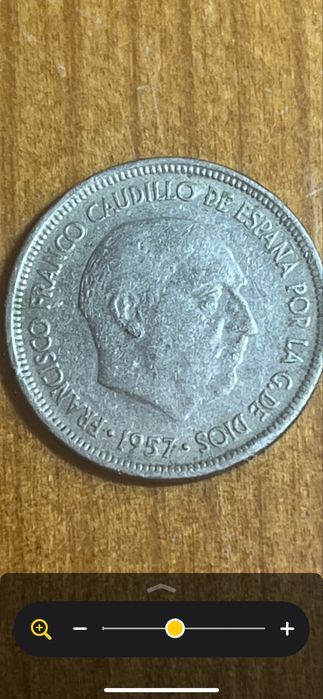 FRANCISCO FRANCO CAUDILLO DE ESPAÑA POR LA G. DE DIOS
· 1957 ·